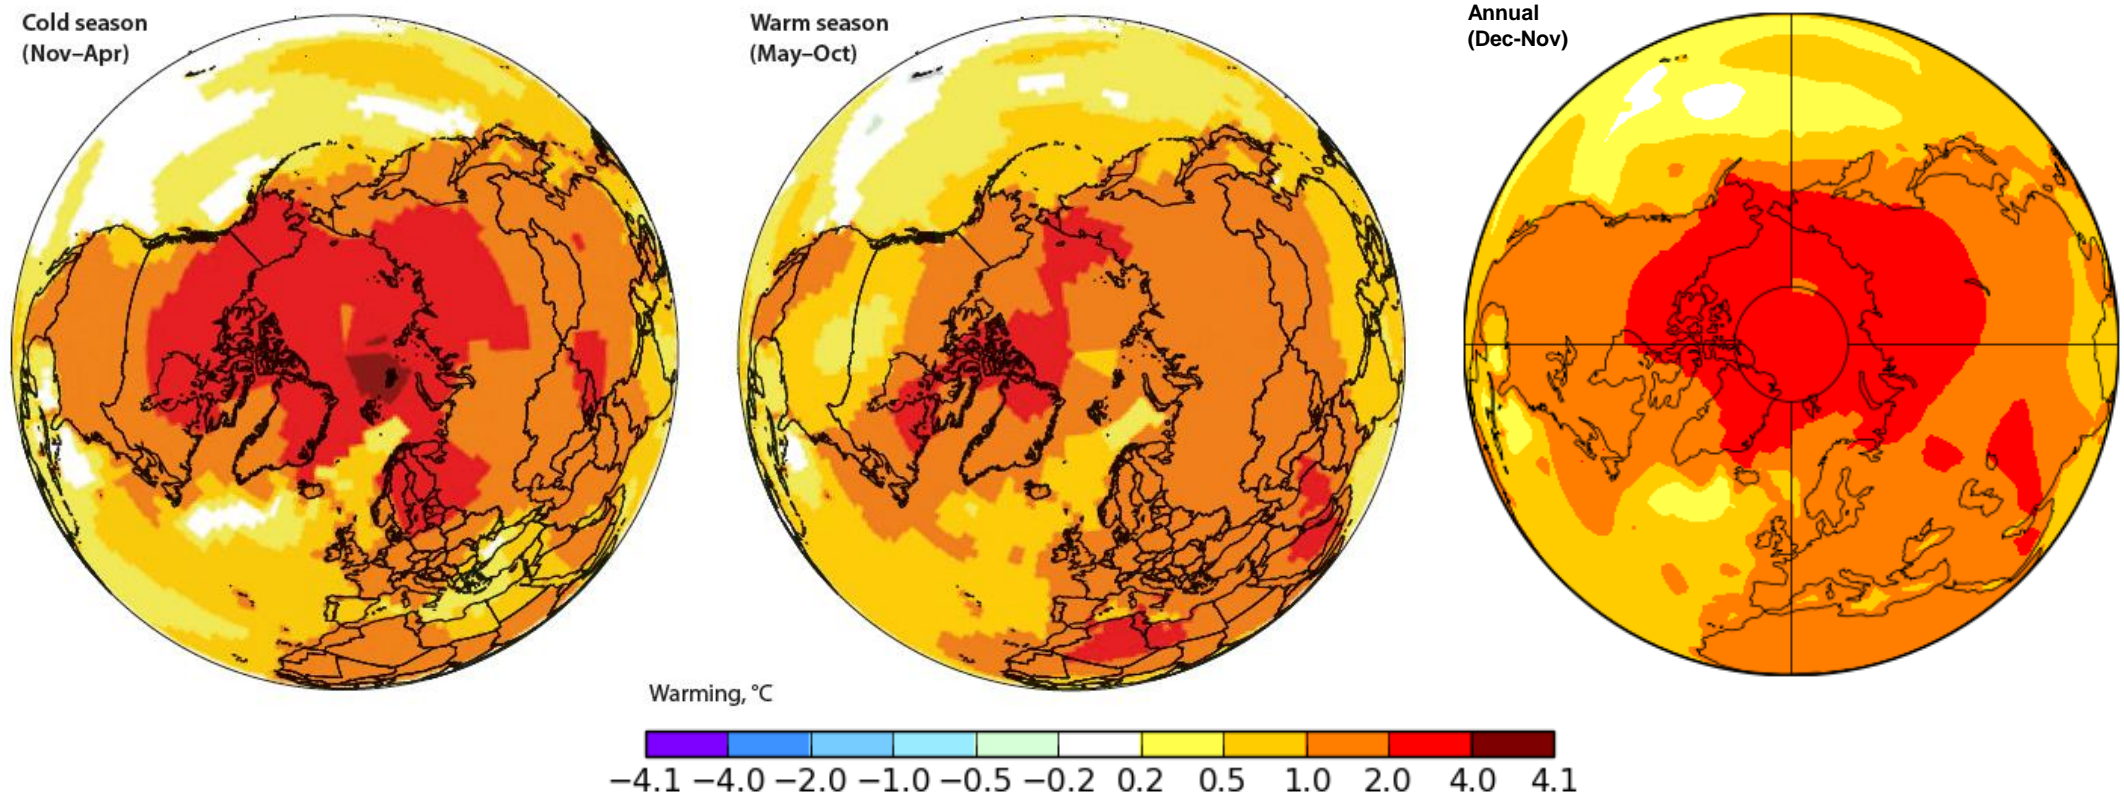 Cold season
(Nov–Apr)
Warm season
(May–Oct)
Annual
(Dec-Nov)
Warming, °C
−4.1 −4.0 −2.0 −1.0 −0.5 −0.2 0.2 0.5 1.0 2.0 4.0 4.1